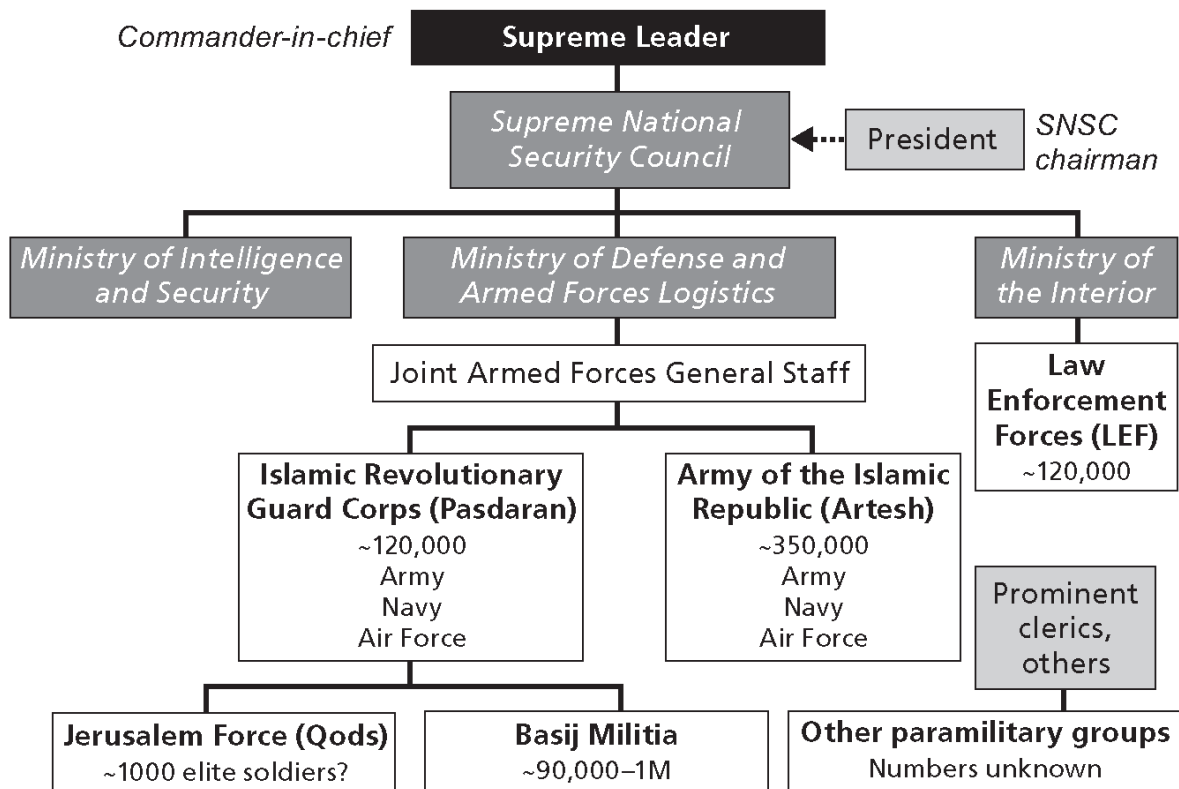 Commander-in-chief
Supreme Leader
Supreme National
Security Council
President
SNSC
chairman
Ministry of Intelligence
and Security
Ministry of Defense and
Armed Forces Logistics
Ministry of
the Interior
Joint Armed Forces General Staff
Law
Enforcement
Forces (LEF)
~120,000
Islamic Revolutionary
Guard Corps (Pasdaran)
~120,000
Army
Navy
Air Force
Army of the Islamic
Republic (Artesh)
~350,000
Army
Navy
Air Force
Prominent
clerics,
others
Jerusalem Force (Qods)
~1000 elite soldiers?
Basij Militia
~90,000–1M
Other paramilitary groups
Numbers unknown